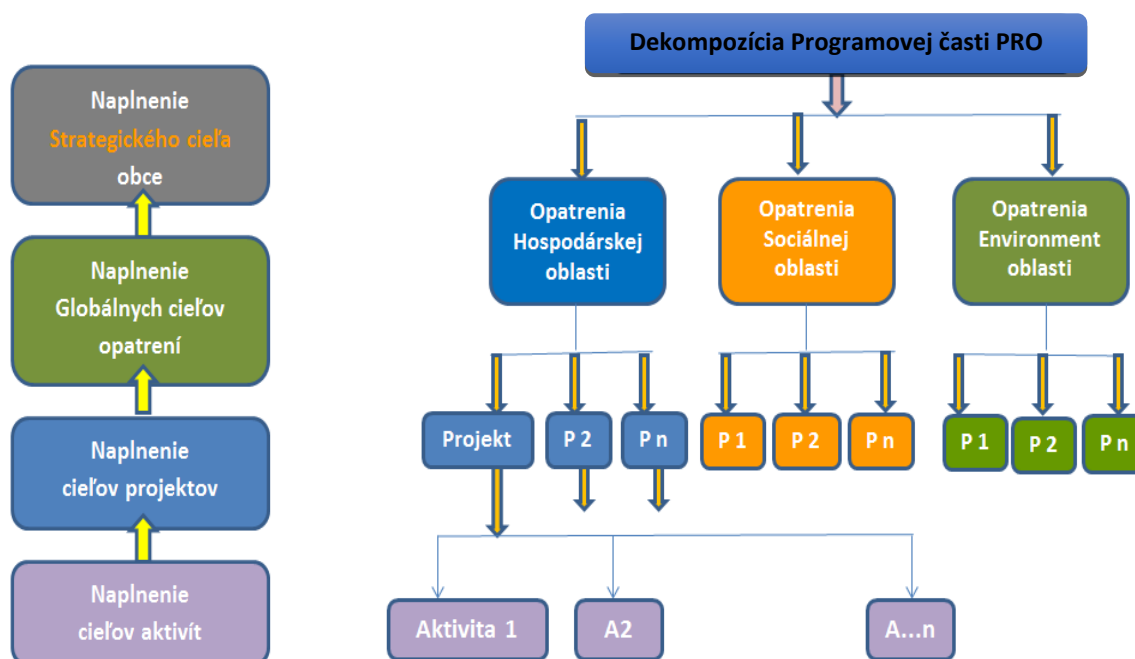 Dekompozícia Programovej časti PRO
Naplnenie
Strategického cieľa
obce
Naplnenie
Globálnych cieľov
opatrení
Naplnenie
cieľov projektov
Naplnenie
cieľov aktivít
Opatrenia
Hospodárskej
oblasti
Opatrenia
Sociálnej
oblasti
Opatrenia
Environment
oblasti
Projekt
P 2
P n
P 1
P 2
P n
P 1
P 2
P n
Aktivita 1
A2
A...n